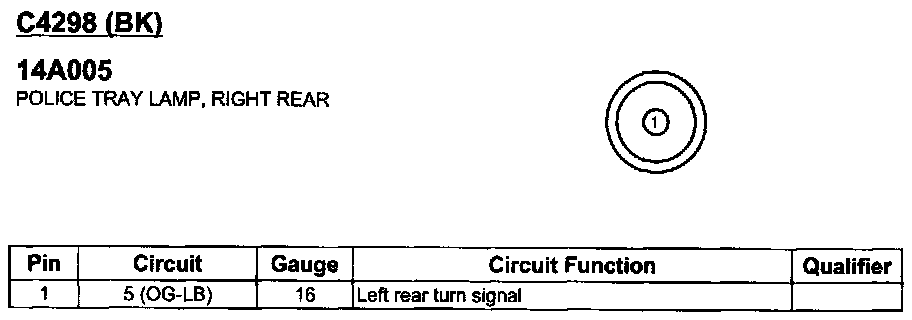 C4298 (BK)
14A005
POLICE TRAY LAMP, RIGHT REAR
1
Pin Circuit Gauge Circuit Function Qualifier
1 5 (OG-LB) 16 Left rear turn signal